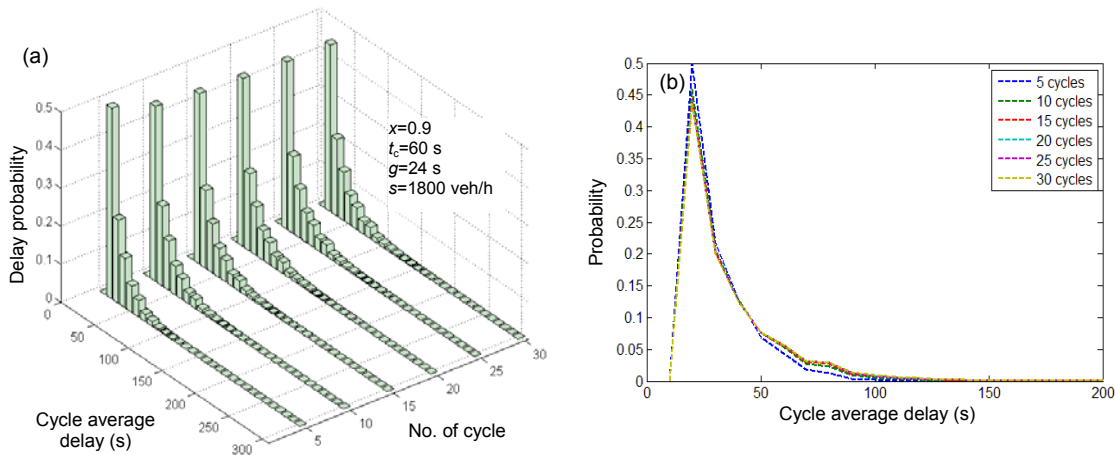 (a)
Delay probability
0.5
0.4
0.3
0.2
0.1
0
x=0.9
tc=60 s
g=24 s
s=1800 veh/h
0
50
100
150
200
250
300
Cycle average
delay (s)
5
10
15
20
25
30
No. of cycle
(b)
Probability
0.5
0.45
0.4
0.35
0.3
0.25
0.2
0.15
0.1
0.05
0
0
50
100
150
200
Cycle average delay (s)
5 cycles
10 cycles
15 cycles
20 cycles
25 cycles
30 cycles